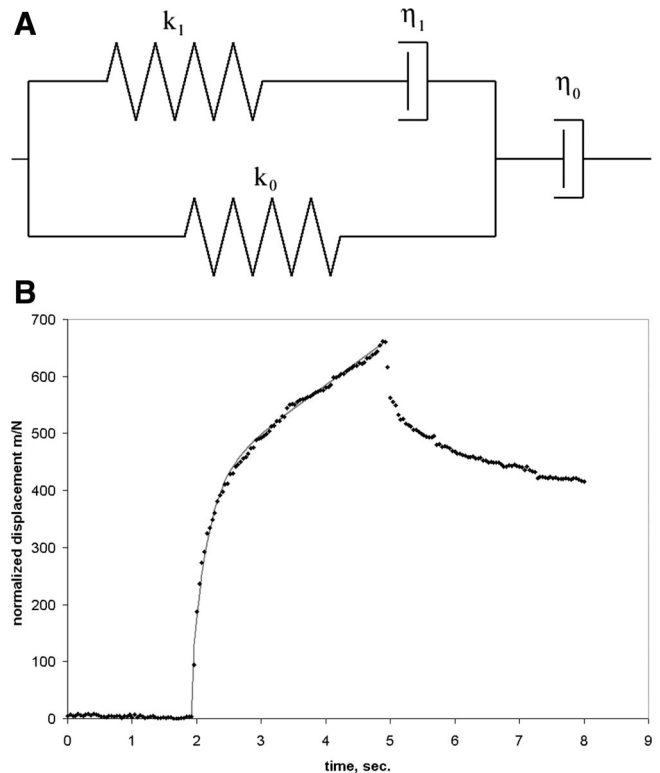 A
k₁
η₁
η₀
k₀
B
700
600
500
400
300
200
100
0
normalized displacement m/N
0 1 2 3 4 5 6 7 8 9
time, sec.